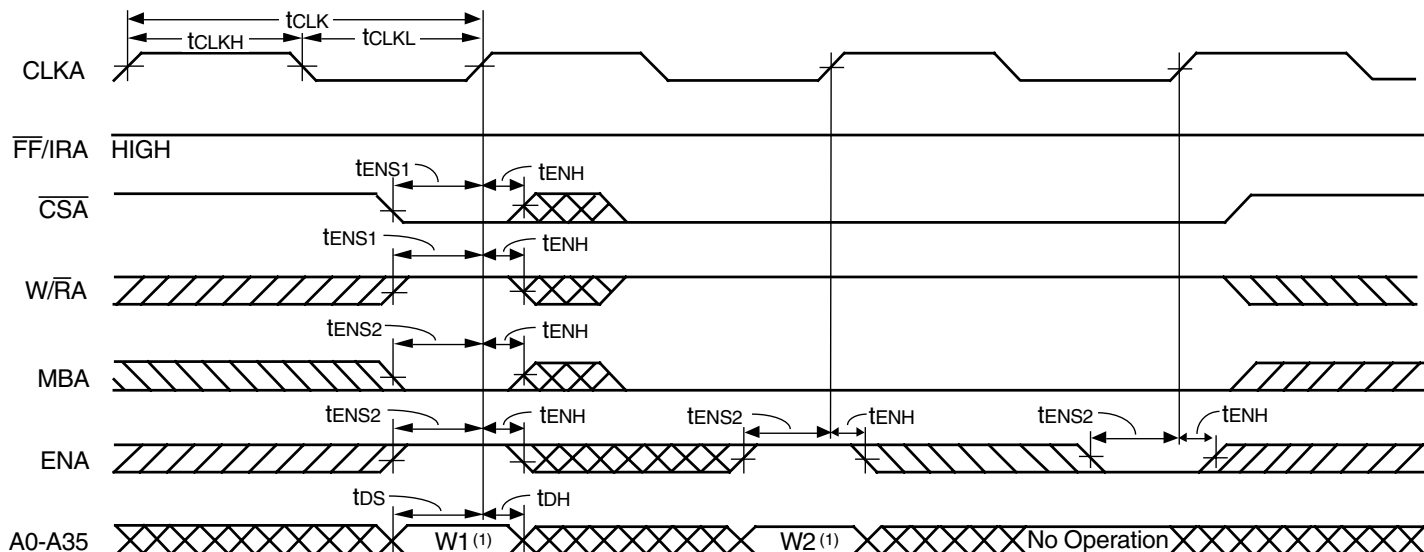 tCLK
tCLKH tCLKL
CLKA
FF/IRA HIGH
tENS1 tENH
CSA
tENS1 tENH
W/RA
tENS2 tENH
MBA
tENS2 tENH tENS2 tENH tENS2 tENH
ENA
tDS tDH
A0-A35 W1(1) W2(1) No Operation